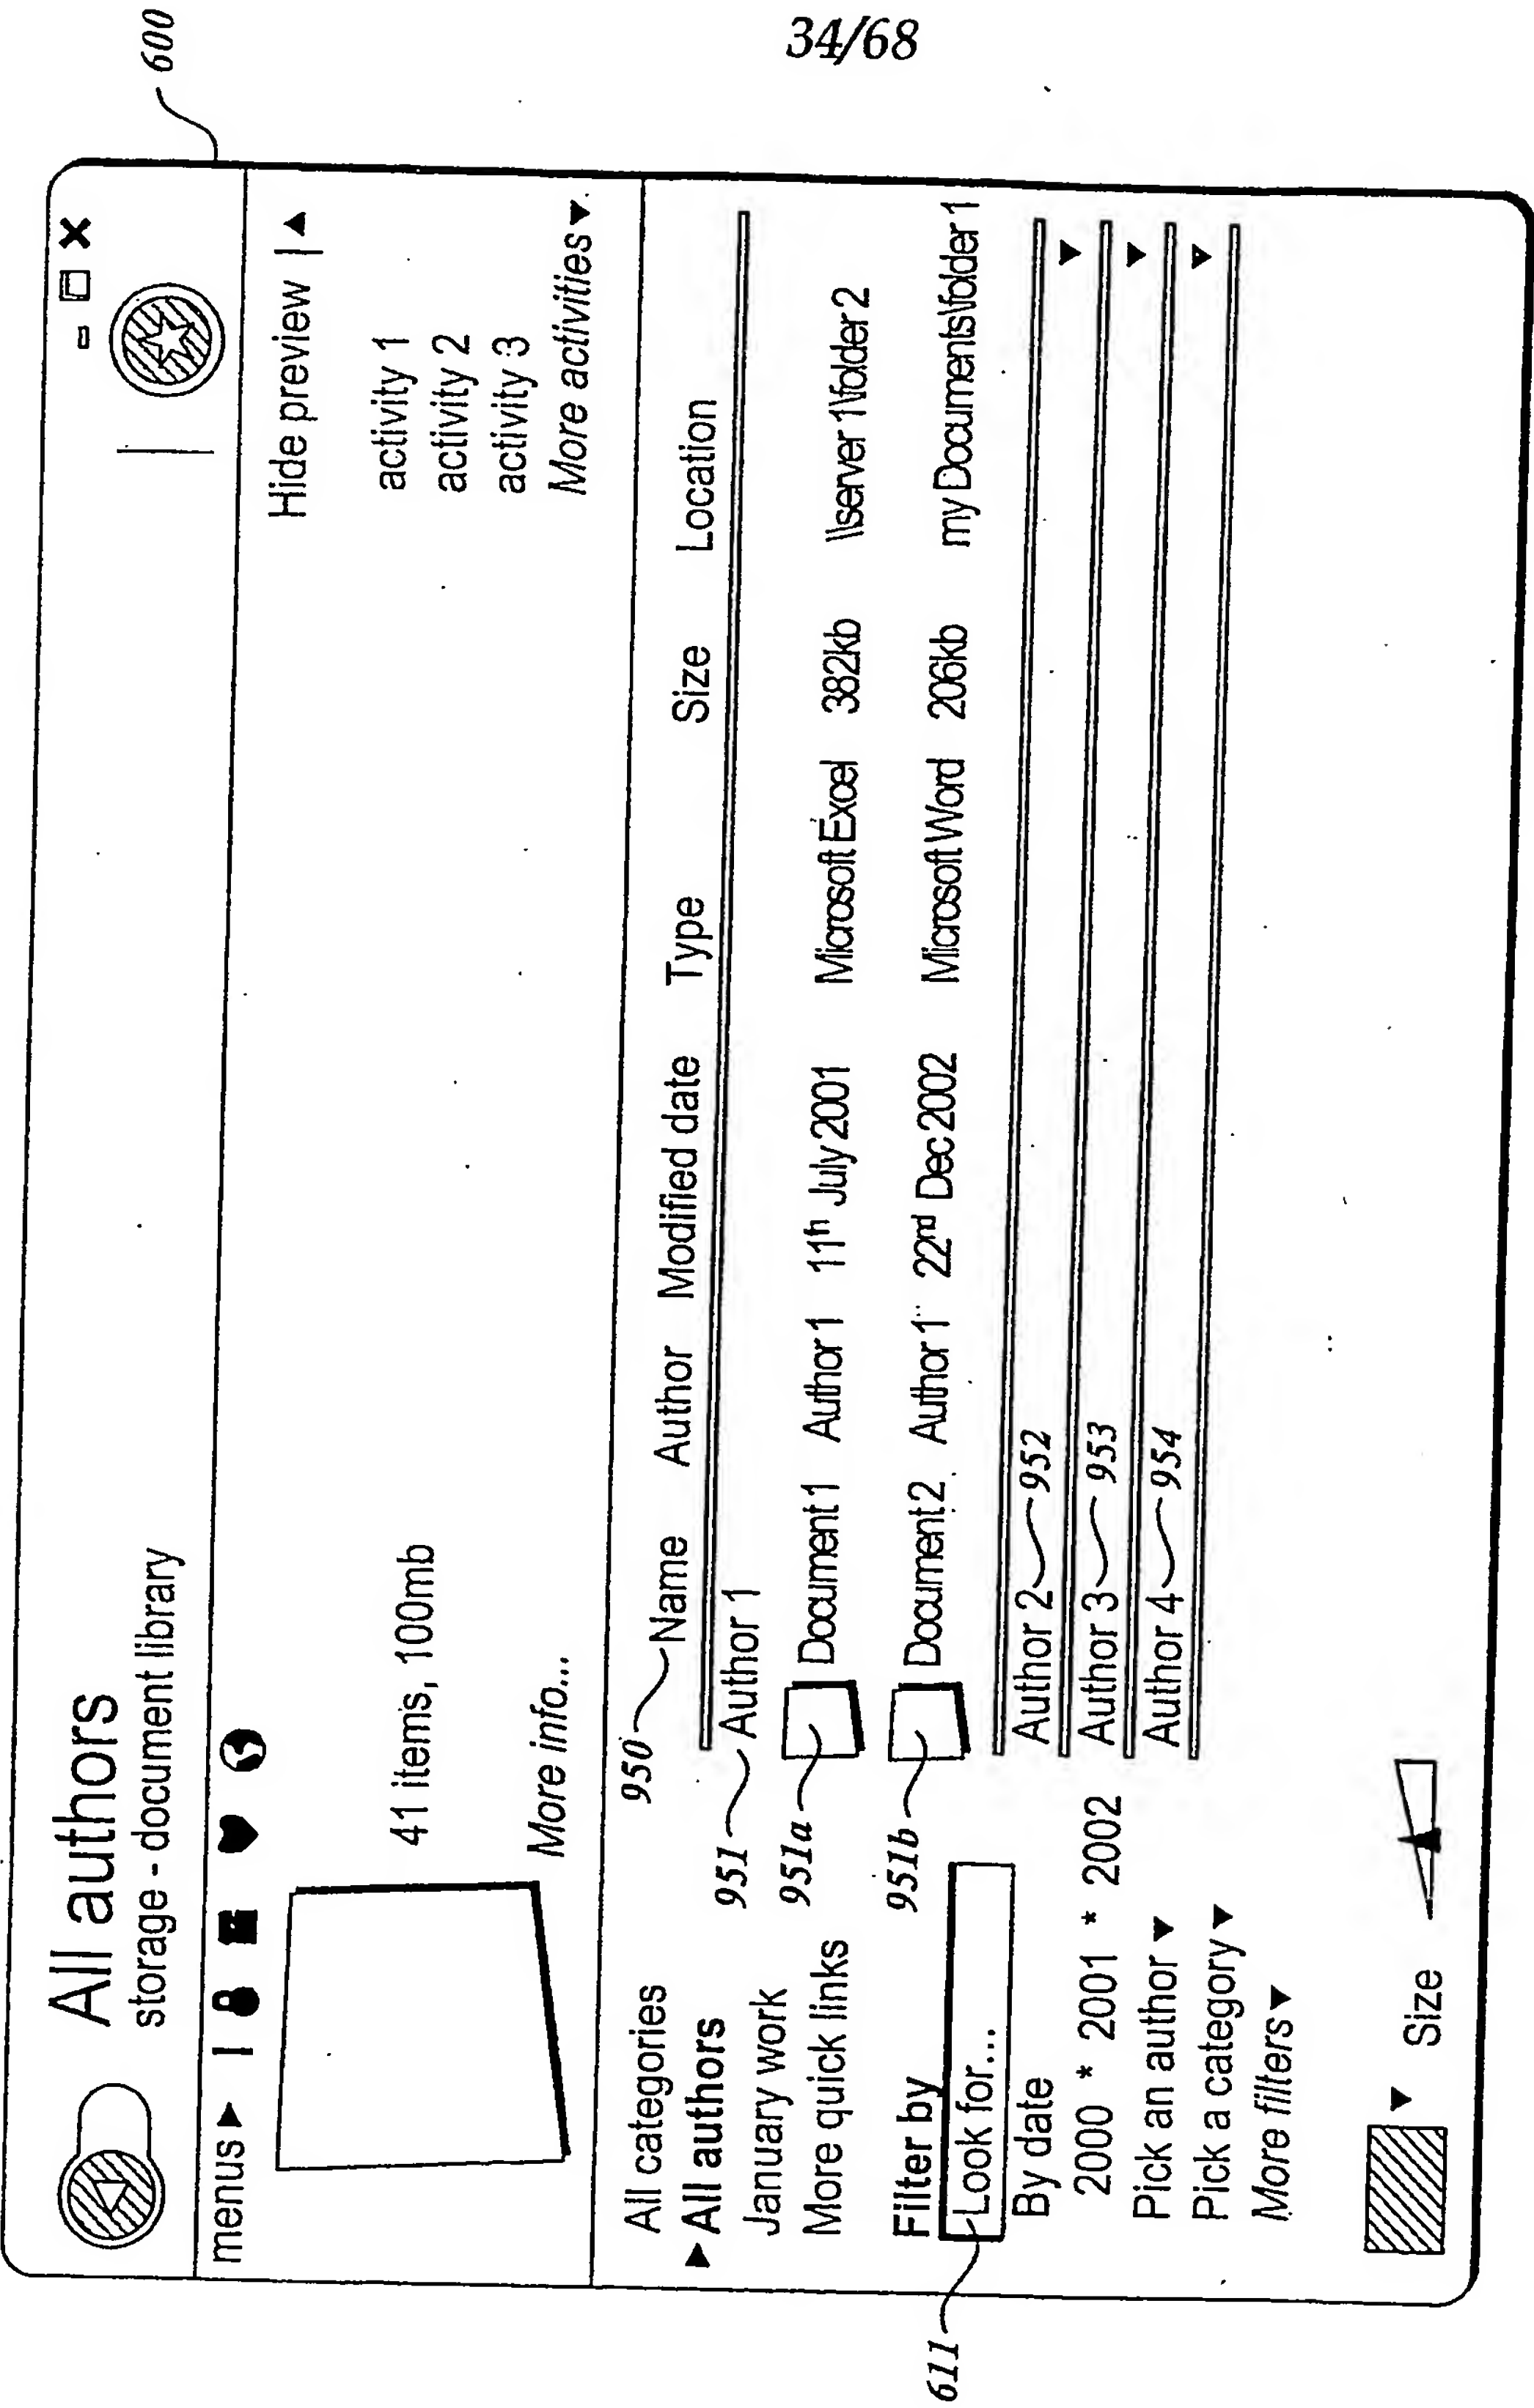 34/68
600
All authors
storage - document library
menus
Hide preview
41 items, 100mb
More info...
activity 1
activity 2
activity 3
More activities
All categories
All authors
January work
More quick links
Filter by
Look for...
611
By date
2000 * 2001 * 2002
Pick an author
Pick a category
More filters
Size
950 Name Author Modified date Type Size Location
951 Author 1
951a Document 1 Author 1 11th July 2001 Microsoft Excel 382kb \\server 1\folder 2
951b Document 2 Author 1 22nd Dec 2002 Microsoft Word 206kb my Documents\folder 1
Author 2 952
Author 3 953
Author 4 954